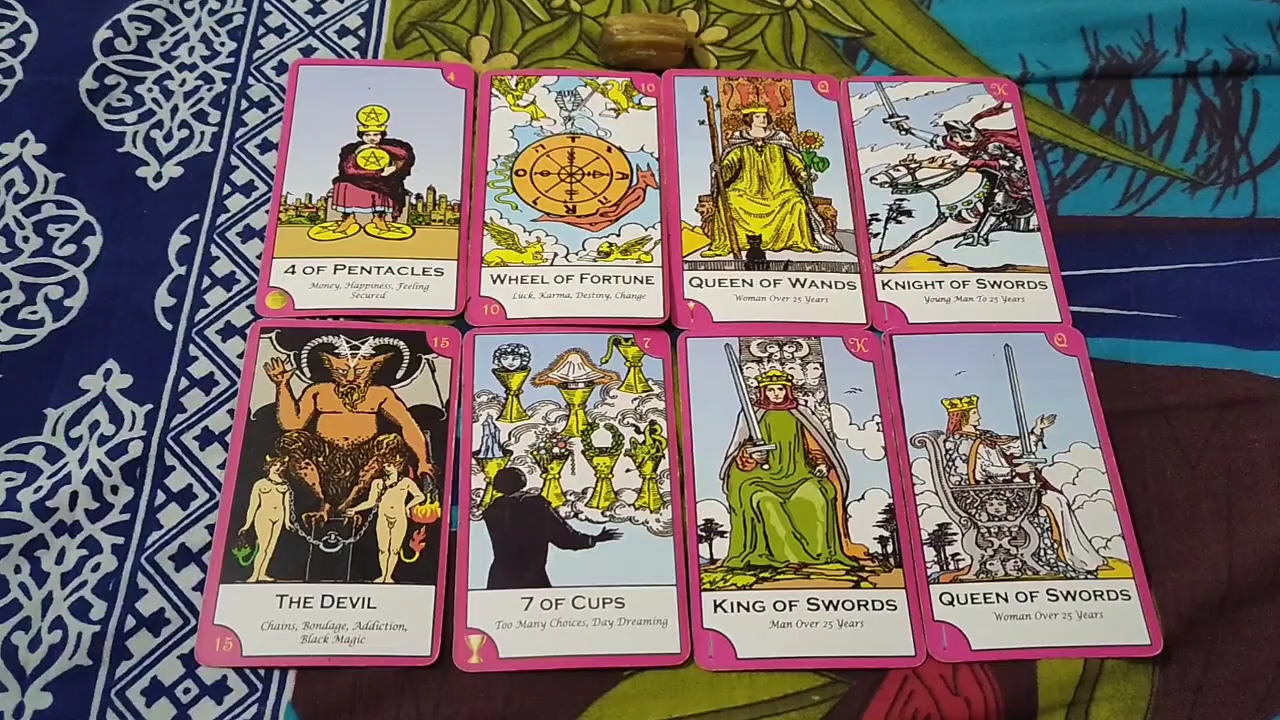 4
4 OF PENTACLES
Money, Happiness, Feeling
Secured
10
WHEEL OF FORTUNE
Luck, Karma, Destiny, Change
10
Q
QUEEN OF WANDS
Woman Over 25 Years
K
KNIGHT OF SWORDS
Young Man To 25 Years
15
THE DEVIL
Chains, Bondage, Addiction,
Black Magic
15
7
7 OF CUPS
Too Many Choices, Day Dreaming
K
KING OF SWORDS
Man Over 25 Years
Q
QUEEN OF SWORDS
Woman Over 25 Years